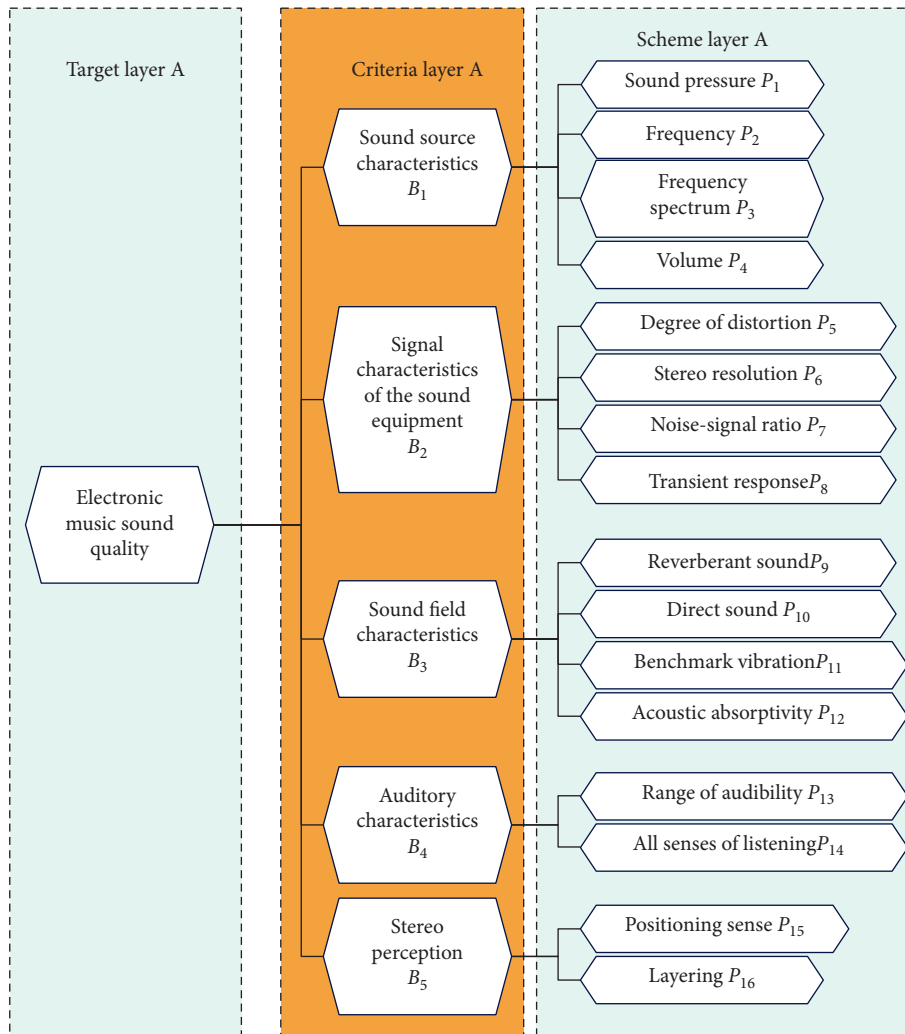 Target layer A
Criteria layer A
Scheme layer A
Electronic
music sound
quality
Sound source
characteristics
B1
Signal
characteristics
of the sound
equipment
B2
Sound field
characteristics
B3
Auditory
characteristics
B4
Stereo
perception
B5
Sound pressure P1
Frequency P2
Frequency
spectrum P3
Volume P4
Degree of distortion P5
Stereo resolution P6
Noise-signal ratio P7
Transient responseP8
Reverberant soundP9
Direct sound P10
Benchmark vibrationP11
Acoustic absorptivity P12
Range of audibility P13
All senses of listeningP14
Positioning sense P15
Layering P16